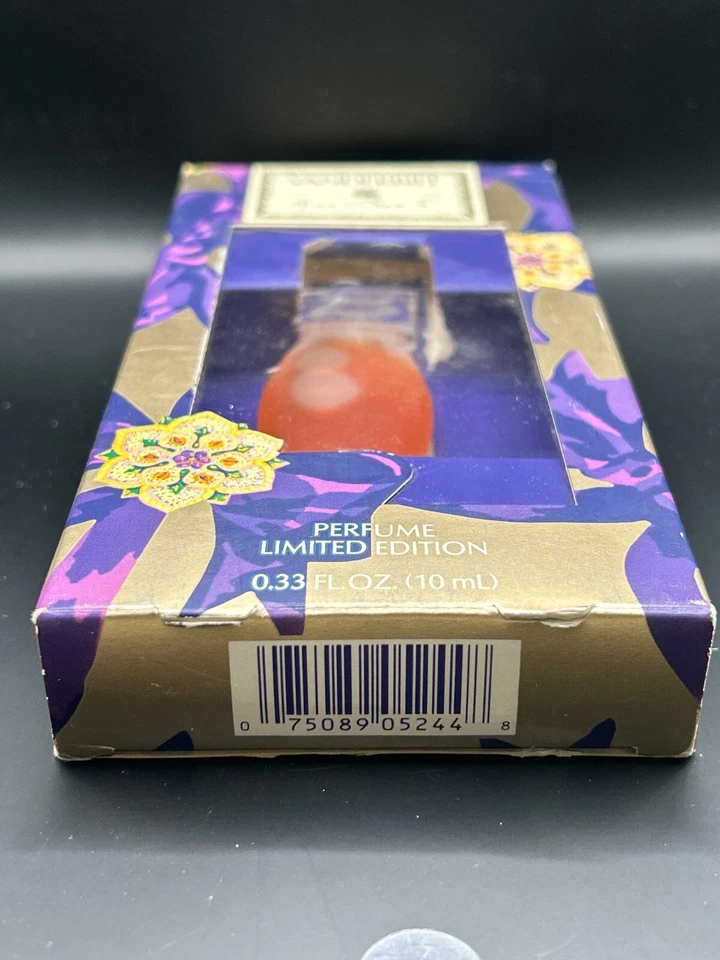 PERFUME
LIMITED EDITION
0.33 FL.OZ. (10 mL)
0 75089 05244 8